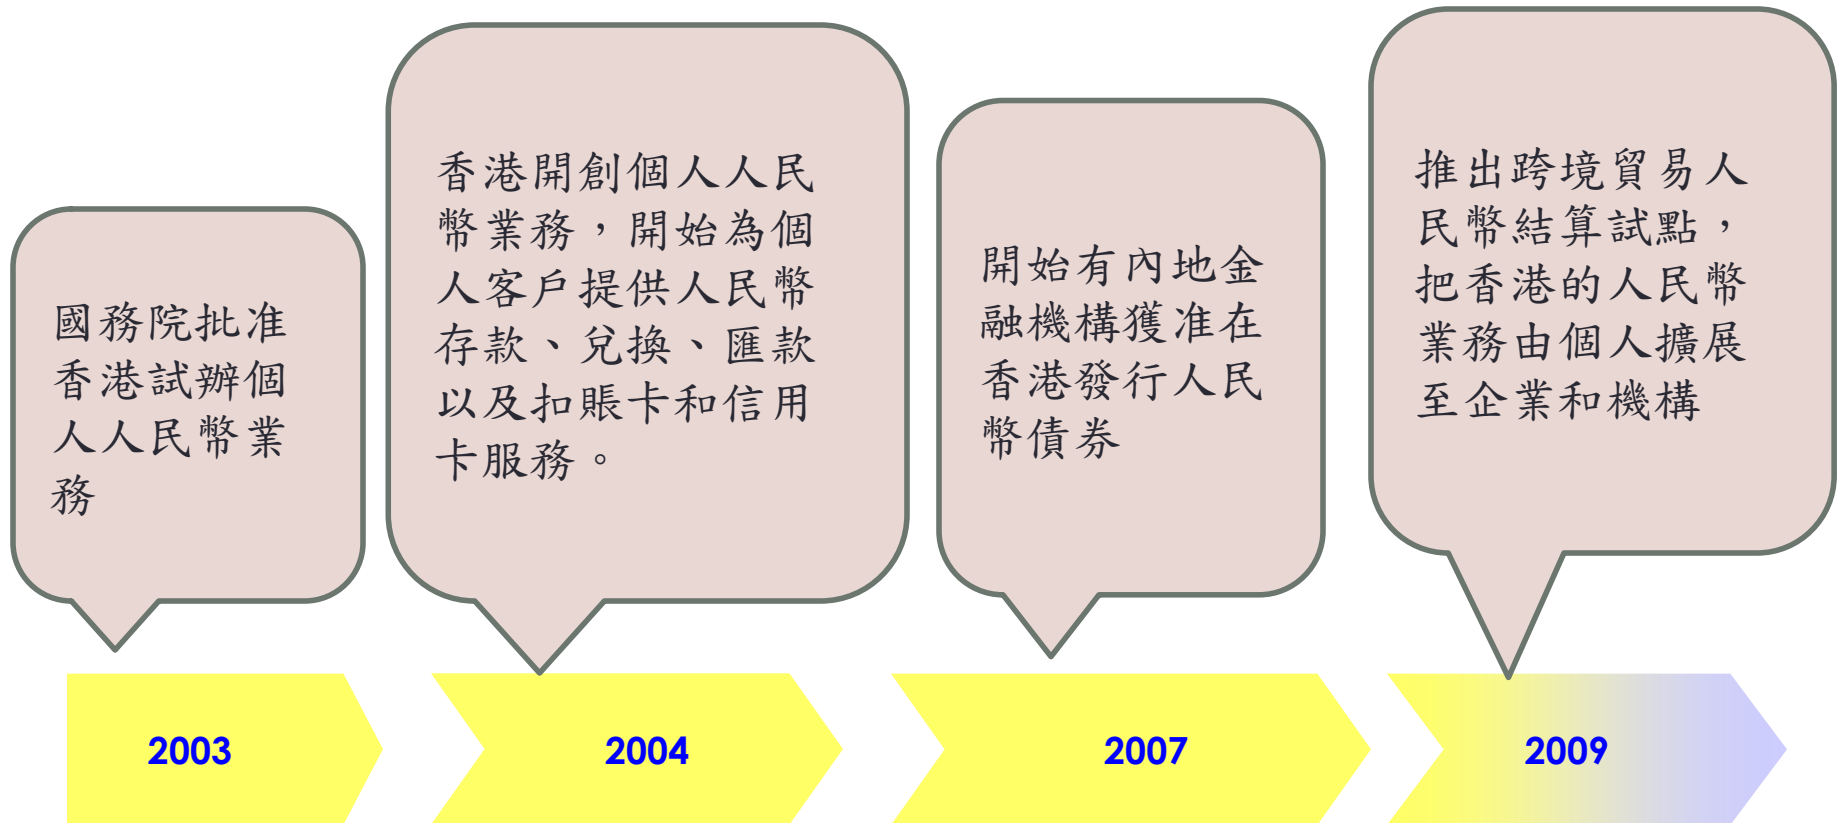 國務院批准
香港試辦個
人人民幣業
務
香港開創個人人民
幣業務，開始為個
人客戶提供人民幣
存款、兌換、匯款
以及扣賬卡和信用
卡服務。
開始有內地金
融機構獲准在
香港發行人民
幣債券
推出跨境貿易人
民幣結算試點，
把香港的人民幣
業務由個人擴展
至企業和機構
2003
2004
2007
2009